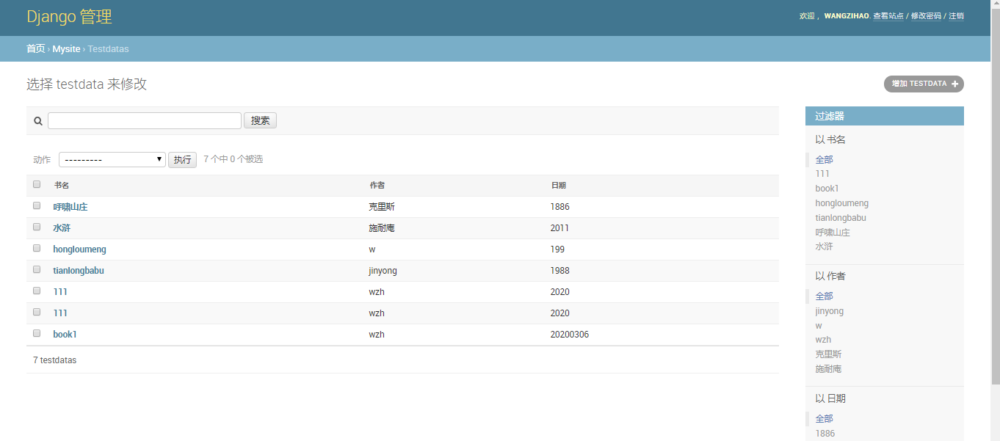 Django 管理
欢迎， WANGZIHAO. 查看站点 / 修改密码 / 注销
首页 › Mysite › Testdatas
选择 testdata 来修改
增加 TESTDATA
搜索
动作 --------- 执行 7 个中 0 个被选
书名 作者 日期
呼啸山庄 克里斯 1886
水浒 施耐庵 2011
hongloumeng w 199
tianlongbabu jinyong 1988
111 wzh 2020
111 wzh 2020
book1 wzh 20200306
7 testdatas
过滤器
以 书名
全部
111
book1
hongloumeng
tianlongbabu
呼啸山庄
水浒
以 作者
全部
jinyong
w
wzh
克里斯
施耐庵
以 日期
全部
1886